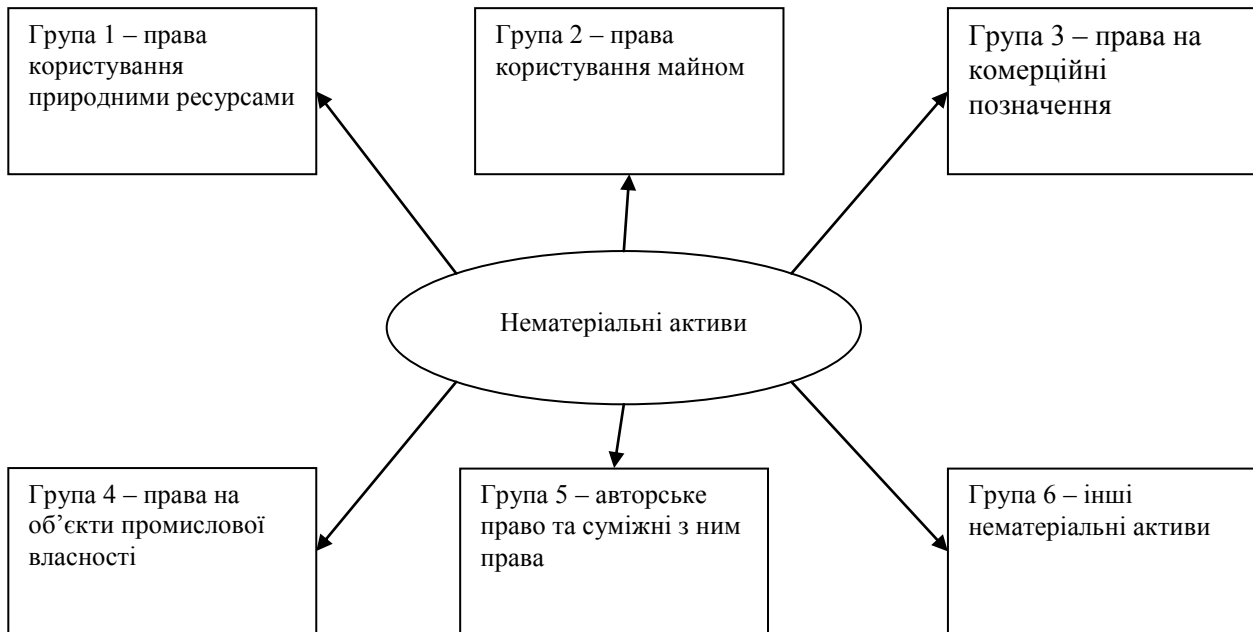 Група 1 – права
користування
природними ресурсами
Група 2 – права
користування майном
Група 3 – права на
комерційні
позначення
Нематеріальні активи
Група 4 – права на
об’єкти промислової
власності
Група 5 – авторське
право та суміжні з ним
права
Група 6 – інші
нематеріальні активи